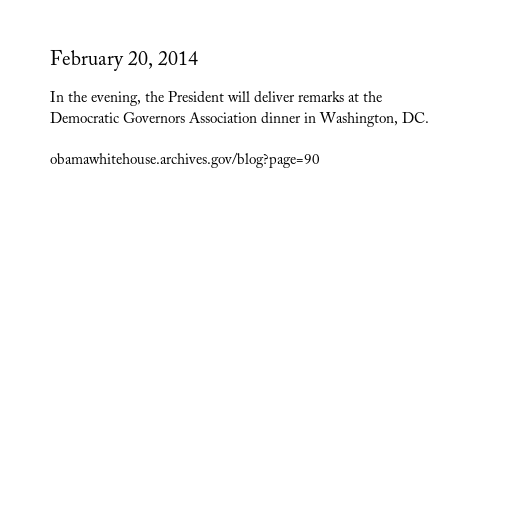 February 20, 2014
In the evening, the President will deliver remarks at the
Democratic Governors Association dinner in Washington, DC.
obamawhitehouse.archives.gov/blog?page=90